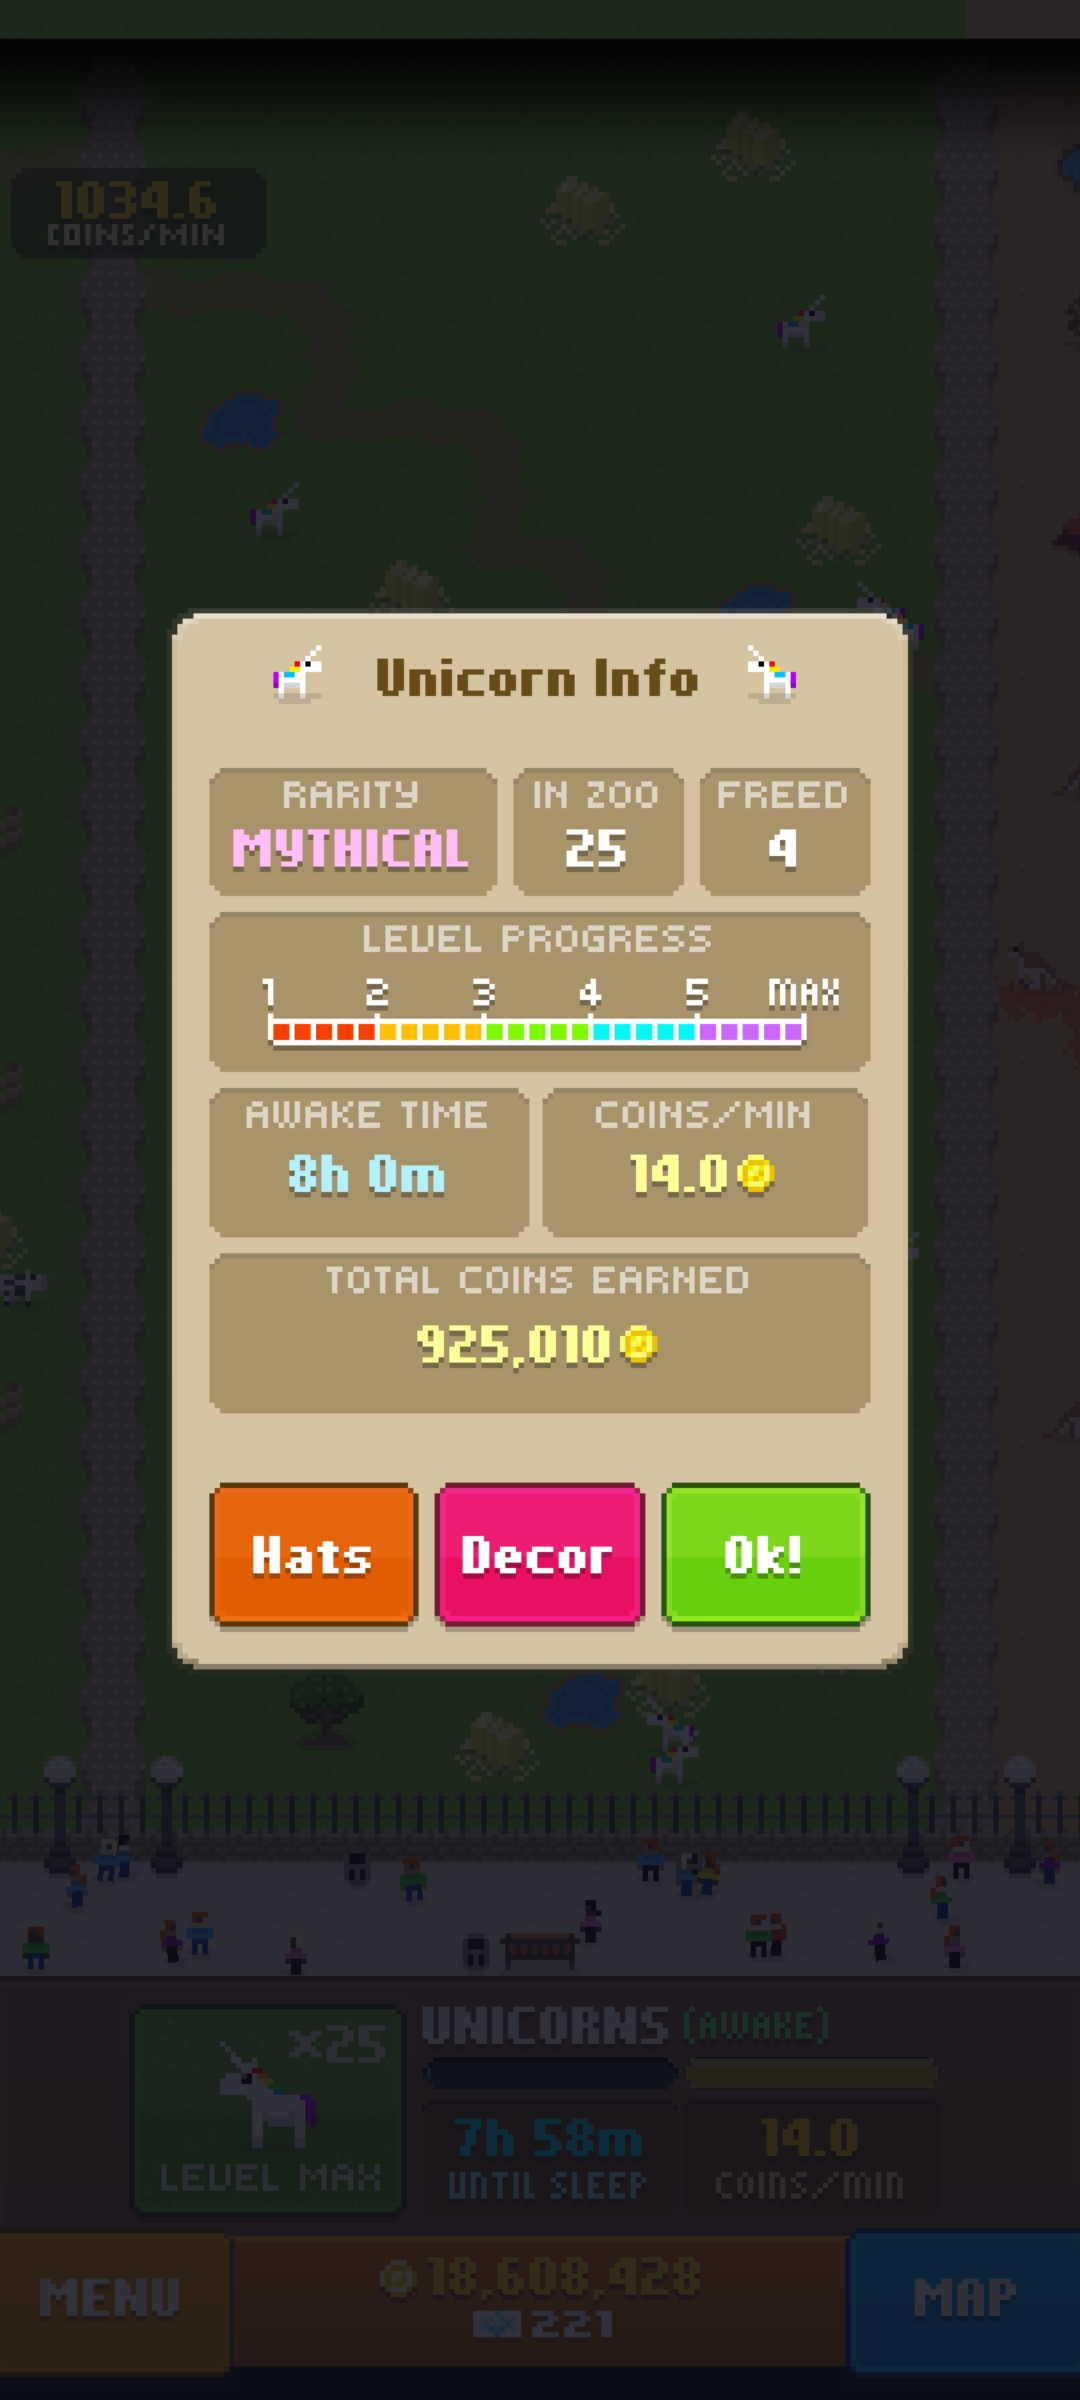 1034.6
COINS/MIN
Unicorn Info
RARITY IN ZOO FREED
MYTHICAL 25 4
LEVEL PROGRESS
1 2 3 4 5 MAX
AWAKE TIME COINS/MIN
8h 0m 14.0
TOTAL COINS EARNED
925,010
Hats Decor Ok!
x25 UNICORNS (AWAKE)
7h 58m 14.0
LEVEL MAX UNTIL SLEEP COINS/MIN
MENU 18,608,428 MAP
221